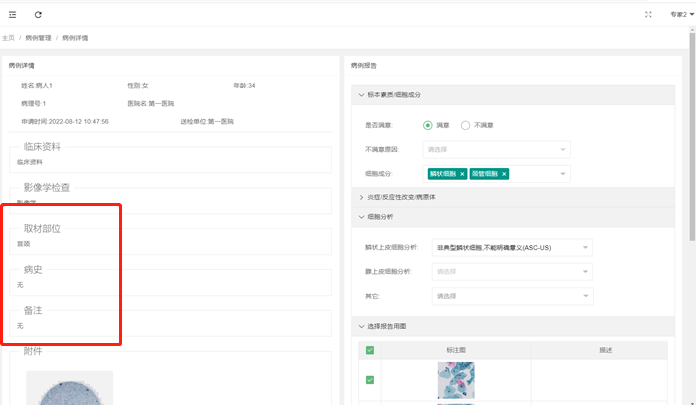 专家2
主页 / 病例管理 / 病例详情
病例详情
姓名:病人1 性别:女 年龄:34
病理号:1 医院名:第一医院
申请时间:2022-08-12 10:47:56 送检单位:第一医院
临床资料
临床资料
影像学检查
影像学
取材部位
宫颈
病史
无
备注
无
附件
病例报告
标本素质/细胞成分
是否满意: 满意 不满意
不满意原因: 请选择
细胞成分: 鳞状细胞 × 颈管细胞 ×
炎症/反应性改变/病原体
细胞分析
鳞状上皮细胞分析: 非典型鳞状细胞,不能明确意义(ASC-US)
腺上皮细胞分析: 请选择
其它: 请选择
选择报告用图
标注图 描述